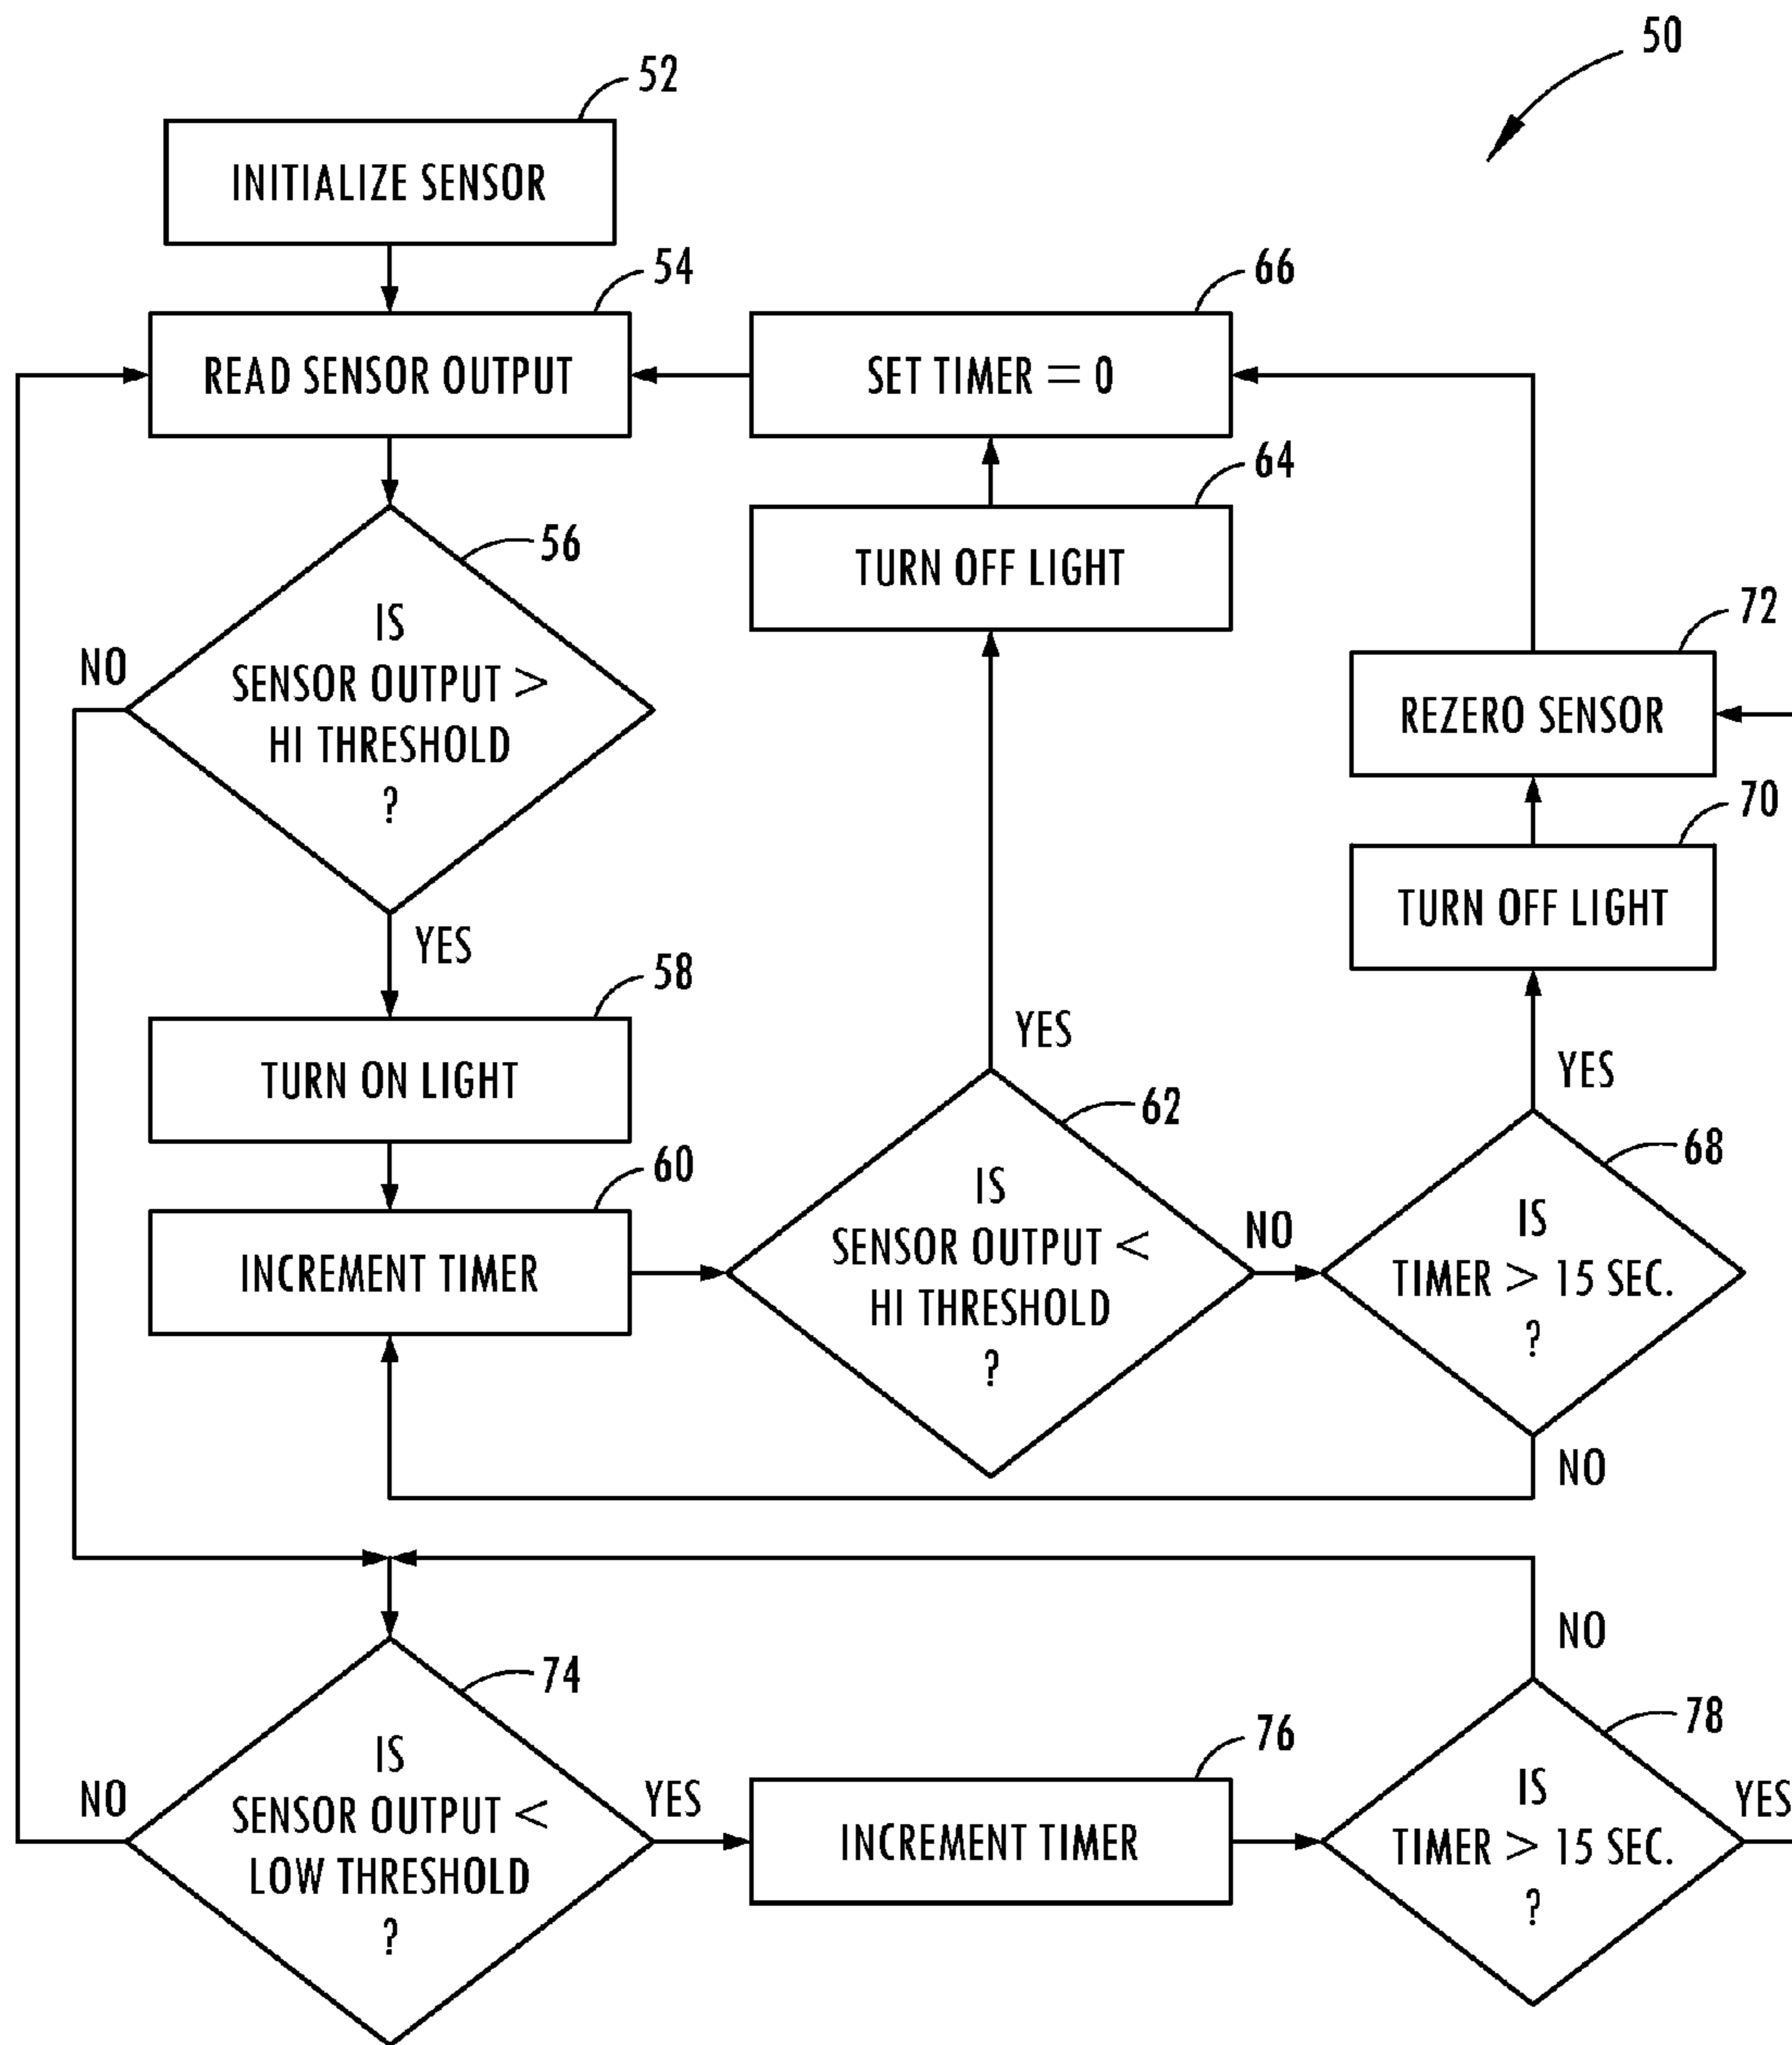 50
52
INITIALIZE SENSOR
54
READ SENSOR OUTPUT
66
SET TIMER = 0
64
TURN OFF LIGHT
56
IS
SENSOR OUTPUT >
HI THRESHOLD
?
NO
YES
72
REZERO SENSOR
70
TURN OFF LIGHT
58
TURN ON LIGHT
60
INCREMENT TIMER
YES
62
IS
SENSOR OUTPUT <
HI THRESHOLD
?
NO
YES
68
IS
TIMER > 15 SEC.
?
NO
74
IS
SENSOR OUTPUT <
LOW THRESHOLD
?
NO
YES
76
INCREMENT TIMER
NO
78
IS
TIMER > 15 SEC.
?
YES